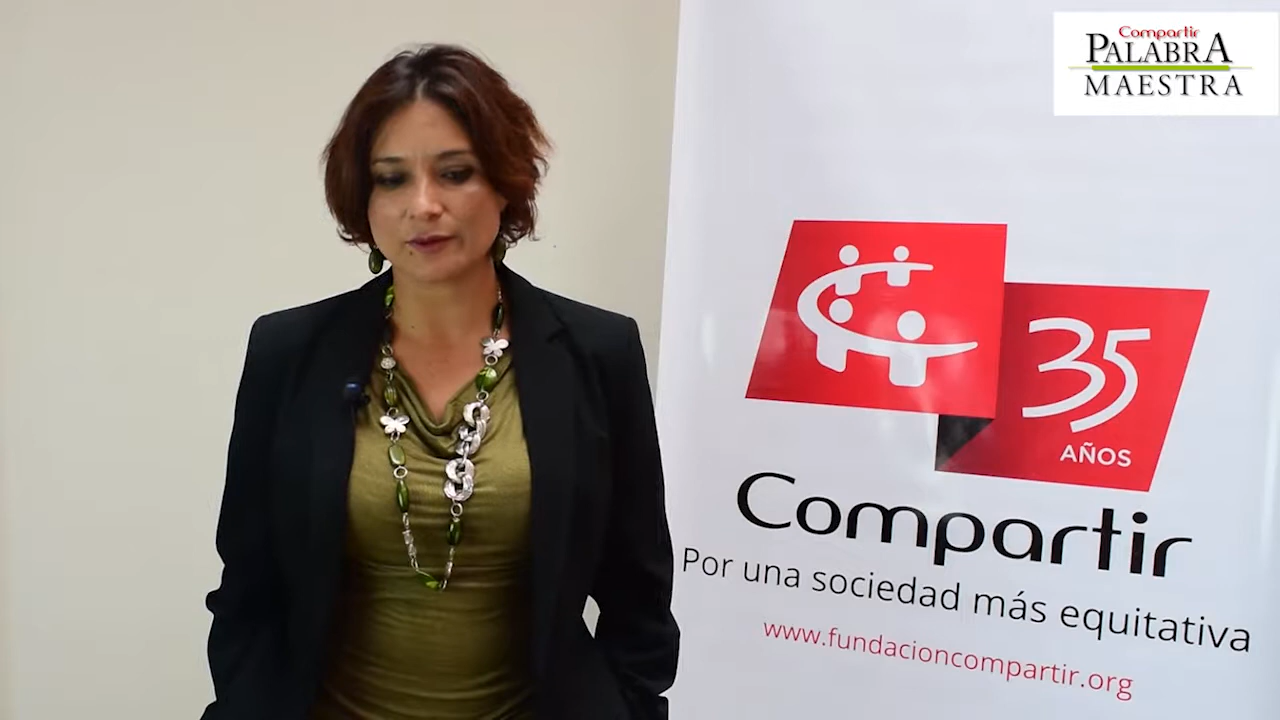 Compartir
PALABRA
MAESTRA
35
AÑOS
Compartir
Por una sociedad más equitativa
www.fundacioncompartir.org